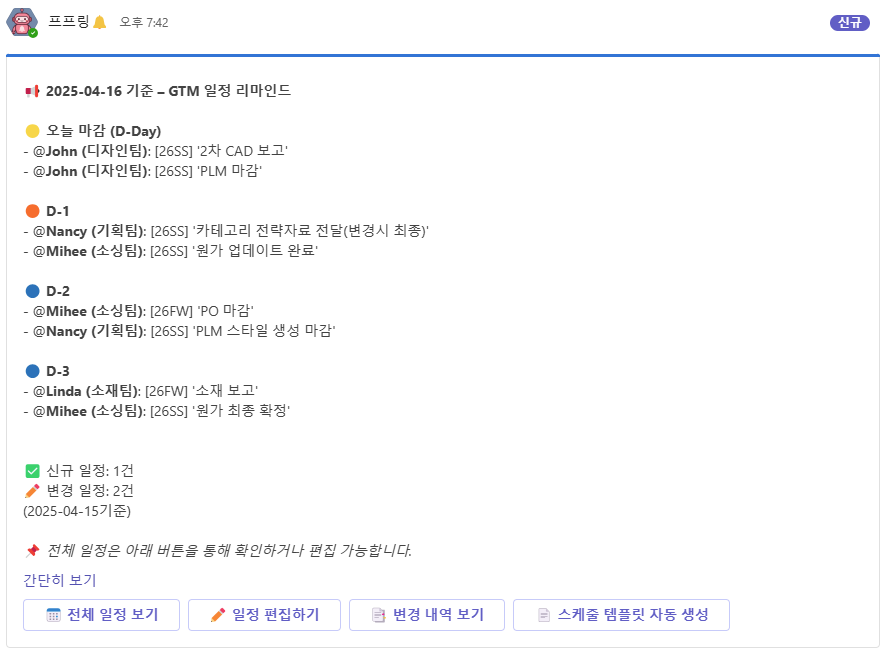 프프링🔔 오후 7:42
신규
📢 2025-04-16 기준 – GTM 일정 리마인드
🟡 오늘 마감 (D-Day)
- @John (디자인팀): [26SS] '2차 CAD 보고'
- @John (디자인팀): [26SS] 'PLM 마감'
🟠 D-1
- @Nancy (기획팀): [26SS] '카테고리 전략자료 전달(변경시 최종)'
- @Mihee (소싱팀): [26SS] '원가 업데이트 완료'
🔵 D-2
- @Mihee (소싱팀): [26FW] 'PO 마감'
- @Nancy (기획팀): [26SS] 'PLM 스타일 생성 마감'
🔵 D-3
- @Linda (소재팀): [26FW] '소재 보고'
- @Mihee (소싱팀): [26SS] '원가 최종 확정'
✅ 신규 일정: 1건
✏️ 변경 일정: 2건
(2025-04-15기준)
📌 전체 일정은 아래 버튼을 통해 확인하거나 편집 가능합니다.
간단히 보기
📅 전체 일정 보기
✏️ 일정 편집하기
📑 변경 내역 보기
📄 스케줄 템플릿 자동 생성